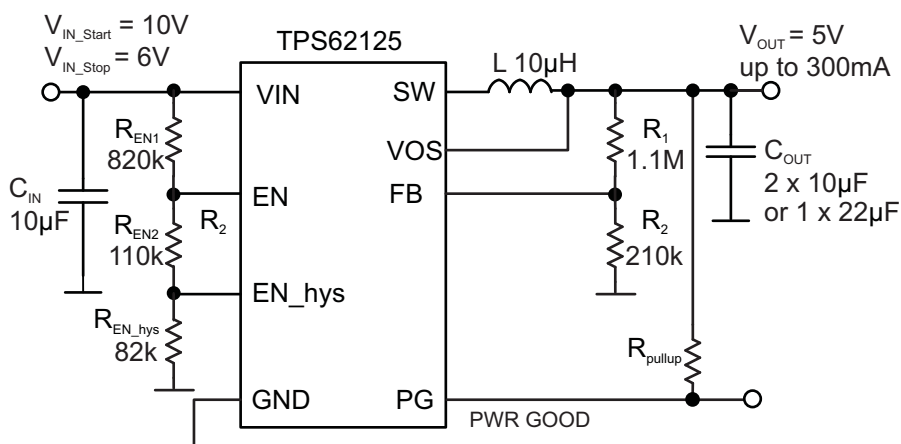 V_IN_Start = 10V
V_IN_Stop = 6V
TPS62125
L 10µH
V_OUT = 5V
up to 300mA
VIN
SW
R_EN1
820k
VOS
R_1
1.1M
C_OUT
2 x 10µF
or 1 x 22µF
C_IN
10µF
EN
FB
R_2
R_EN2
110k
R_2
210k
EN_hys
R_EN_hys
82k
R_pullup
GND
PG
PWR GOOD